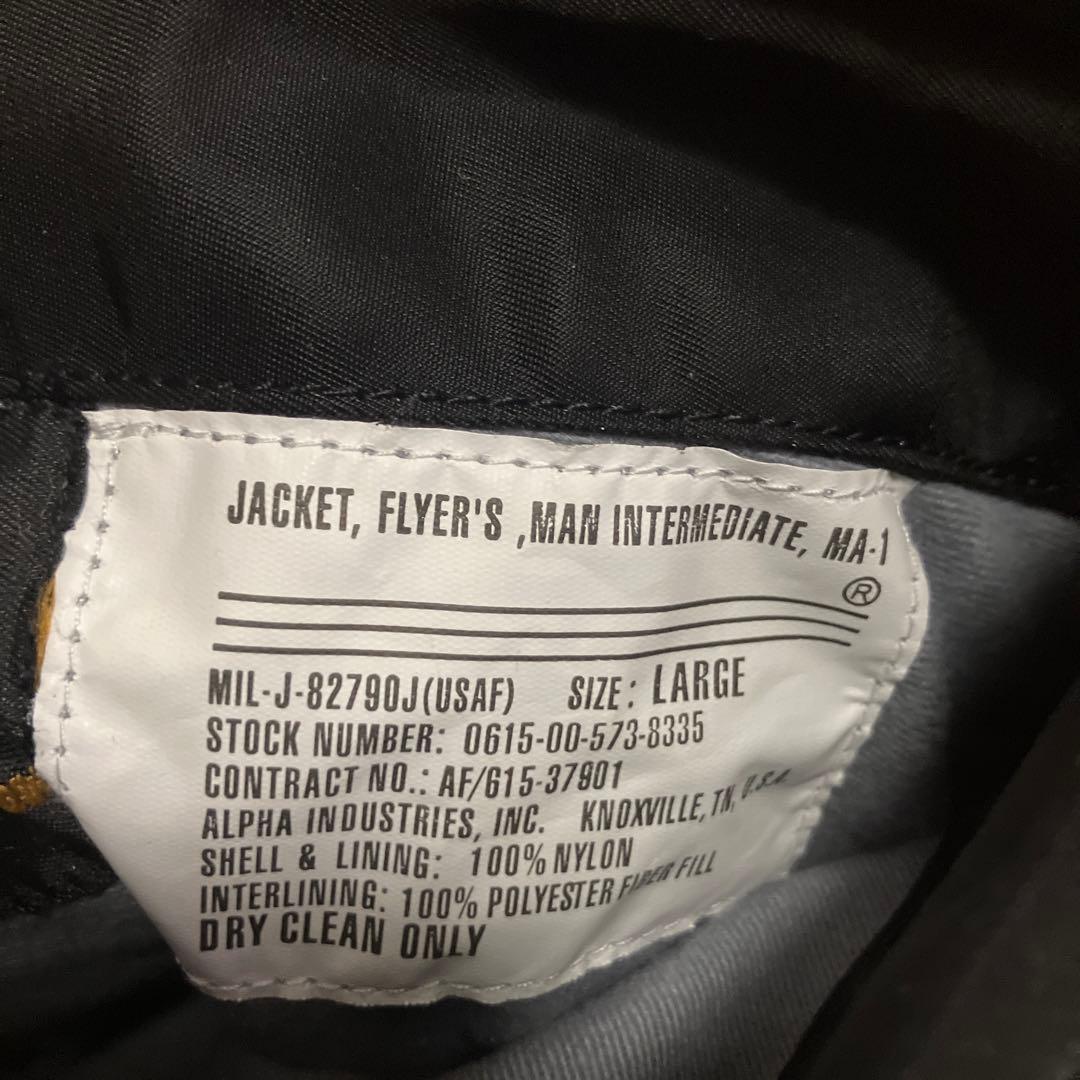 JACKET, FLYER'S ,MAN INTERMEDIATE, MA-1
®
MIL-J-82790J(USAF) SIZE: LARGE
STOCK NUMBER: 0615-00-573-8335
CONTRACT NO.: AF/615-37901
ALPHA INDUSTRIES, INC. KNOXVILLE, TN, U.S.A.
SHELL & LINING: 100% NYLON
INTERLINING: 100% POLYESTER FIBER FILL
DRY CLEAN ONLY